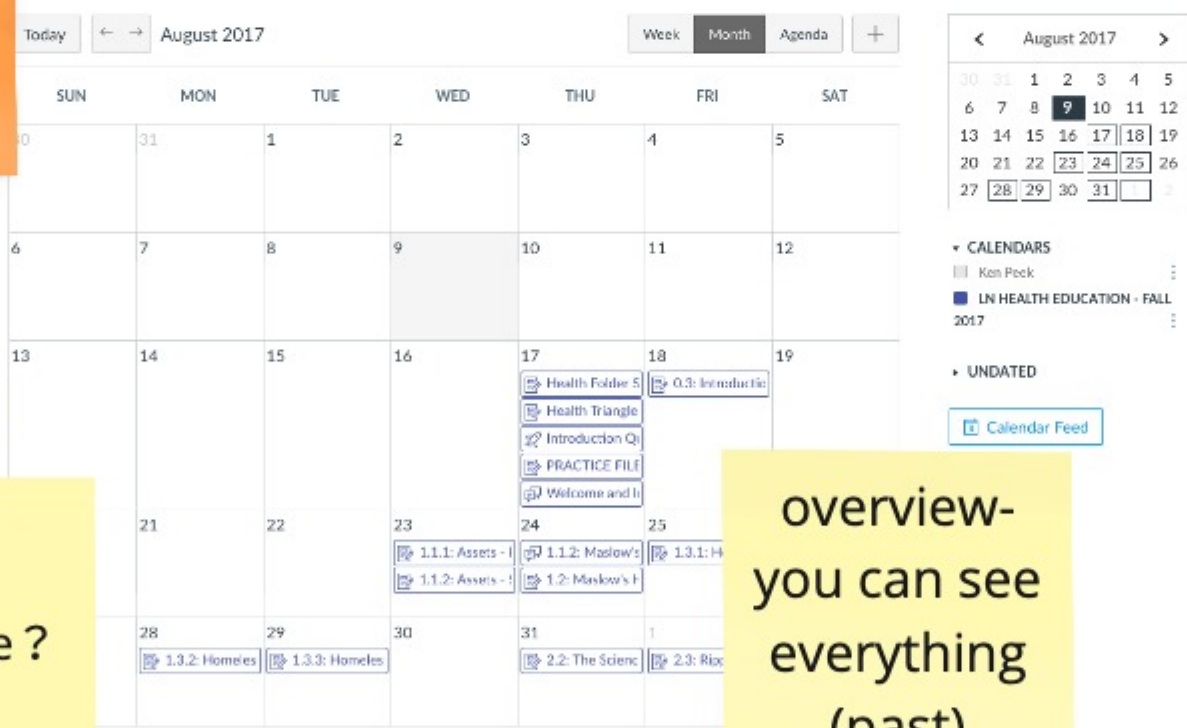 Today ← → August 2017 Week Month Agenda +
SUN MON TUE WED THU FRI SAT
31 1 2 3 4 5
6 7 8 9 10 11 12
13 14 15 16 17 18 19
Health Folder S 0.3: Introductio
Health Triangle
Introduction Qu
PRACTICE FILE
Welcome and I
21 22 23 24 25
1.1.1: Assets - 1.1.2: Maslow's 1.3.1: H
1.1.2: Assets - 1.2: Maslow's H
28 29 30 31 1
1.3.2: Homeles 1.3.3: Homeles 2.2: The Scienc 2.3: Rip
< August 2017 >
30 31 1 2 3 4 5
6 7 8 9 10 11 12
13 14 15 16 17 18 19
20 21 22 23 24 25 26
27 28 29 30 31 1 2
CALENDARS
Ken Peek
LN HEALTH EDUCATION - FALL
2017
UNDATED
Calendar Feed
e ?
overview-
you can see
everything
(past)